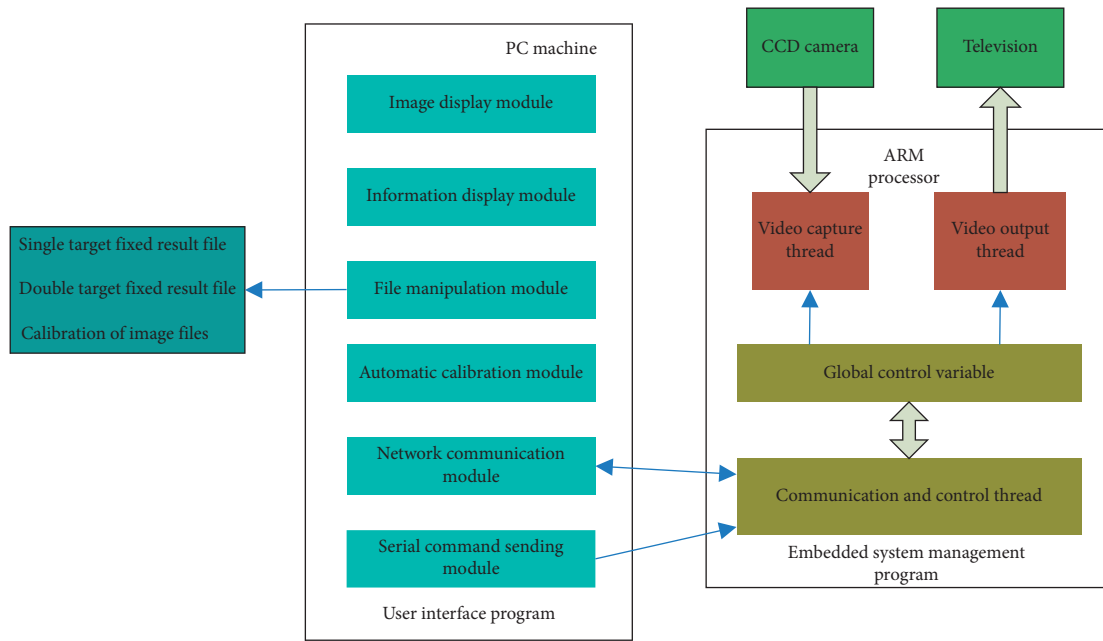 PC machine
Image display module
Information display module
File manipulation module
Automatic calibration module
Network communication
module
Serial command sending
module
User interface program
Single target fixed result file
Double target fixed result file
Calibration of image files
CCD camera
Television
ARM
processor
Video capture
thread
Video output
thread
Global control variable
Communication and control thread
Embedded system management
program